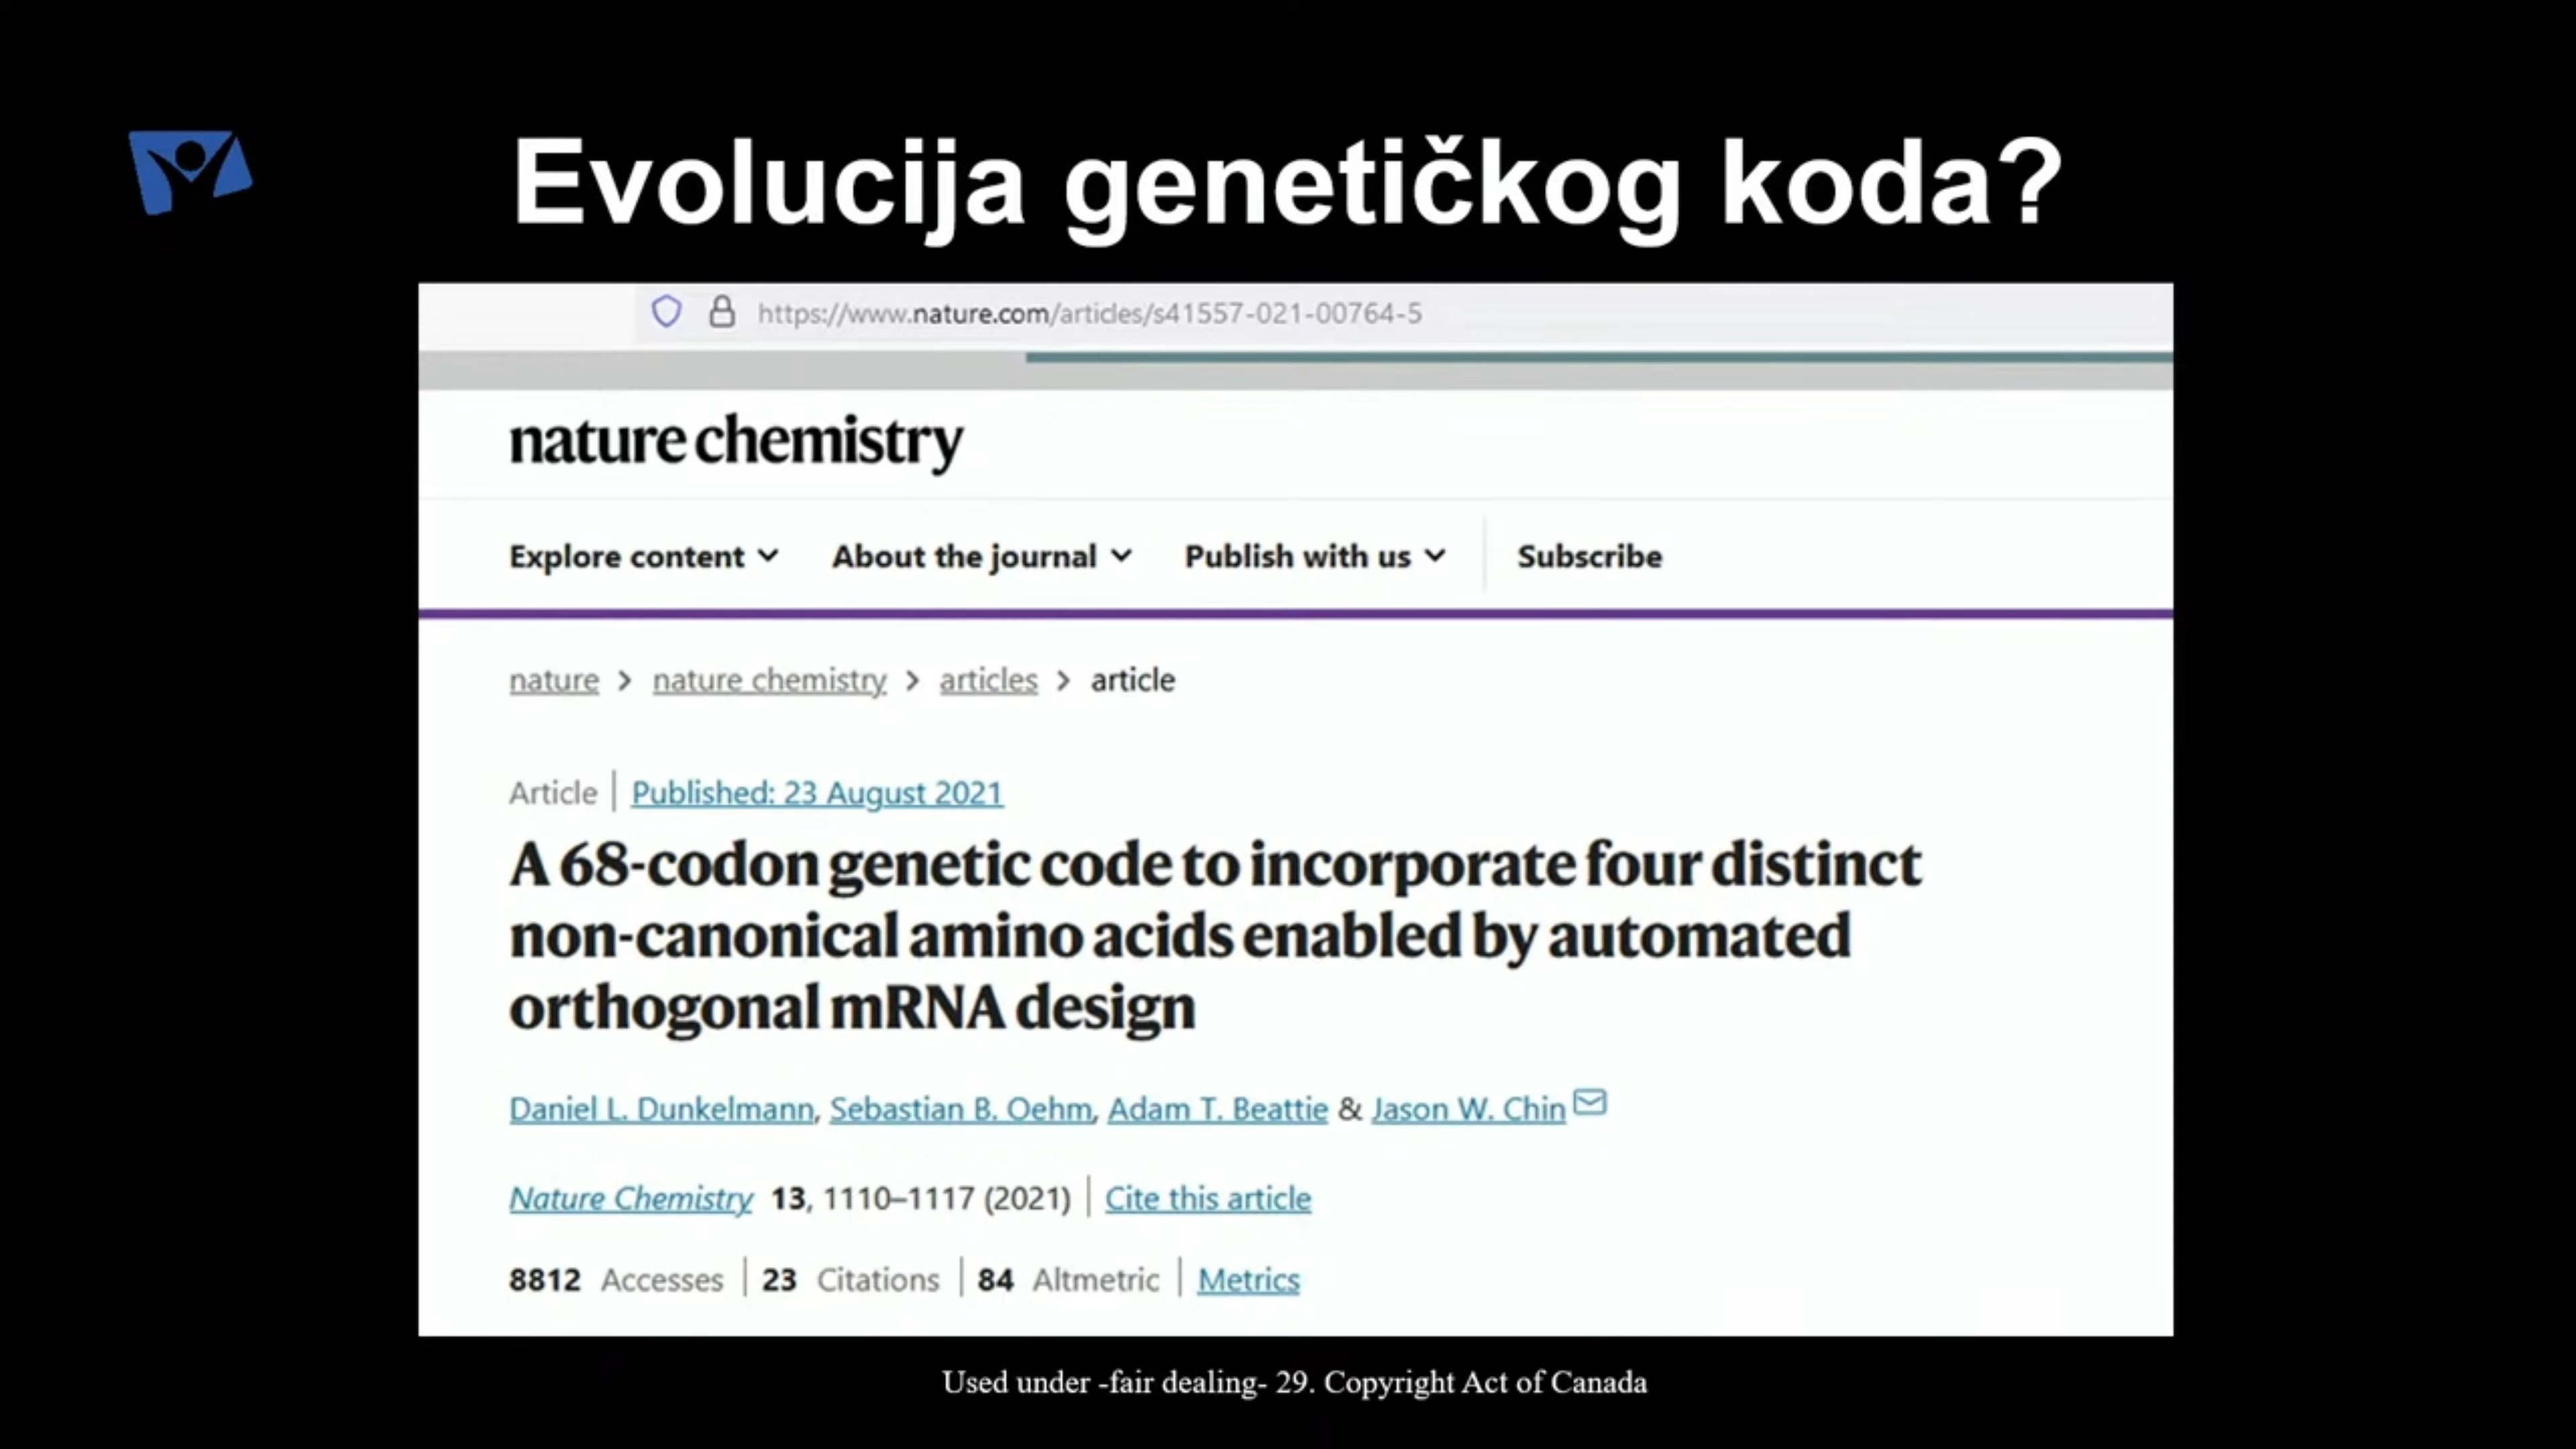 Evolucija genetičkog koda?
https://www.nature.com/articles/s41557-021-00764-5
nature chemistry
Explore content About the journal Publish with us Subscribe
nature > nature chemistry > articles > article
Article | Published: 23 August 2021
A 68-codon genetic code to incorporate four distinct
non-canonical amino acids enabled by automated
orthogonal mRNA design
Daniel L. Dunkelmann, Sebastian B. Oehm, Adam T. Beattie & Jason W. Chin
Nature Chemistry 13, 1110–1117 (2021) | Cite this article
8812 Accesses | 23 Citations | 84 Altmetric | Metrics
Used under -fair dealing- 29. Copyright Act of Canada